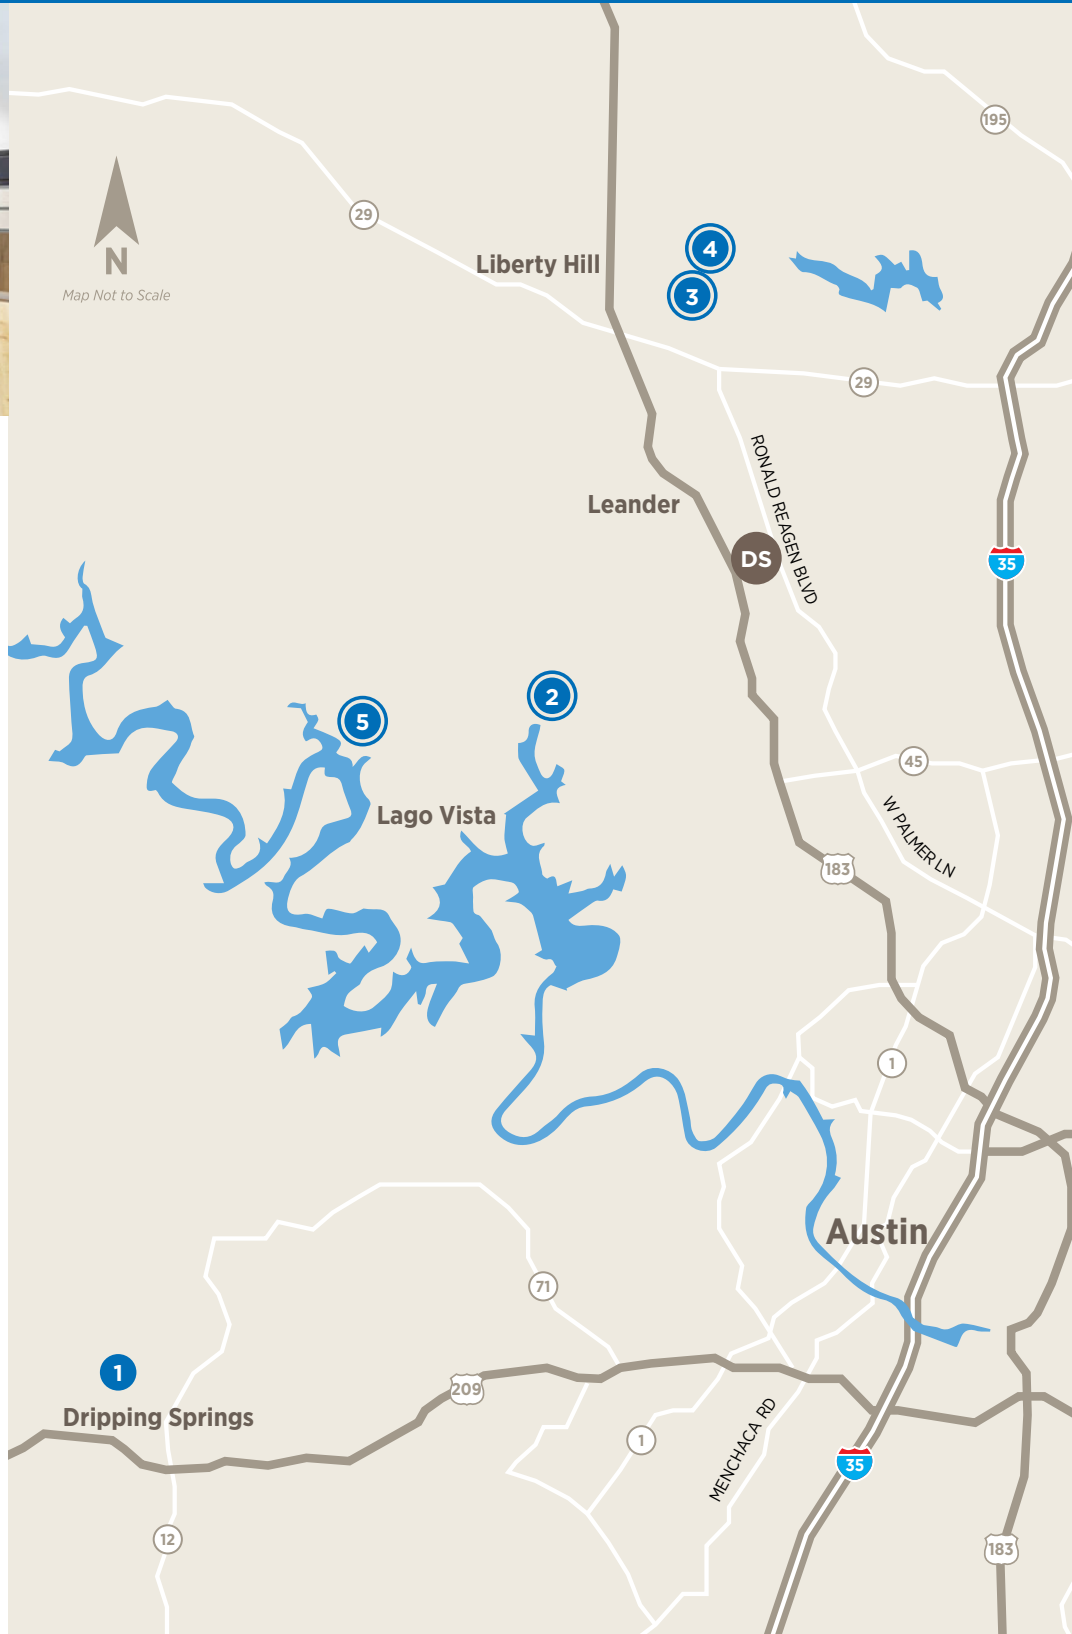 195
29
N
Map Not to Scale
Liberty Hill
4
3
29
RONALD REAGEN BLVD
Leander
DS
35
2
5
45
Lago Vista
W PALMER LN
183
1
Austin
71
1
Dripping Springs
209
MENCHACA RD
1
35
12
183